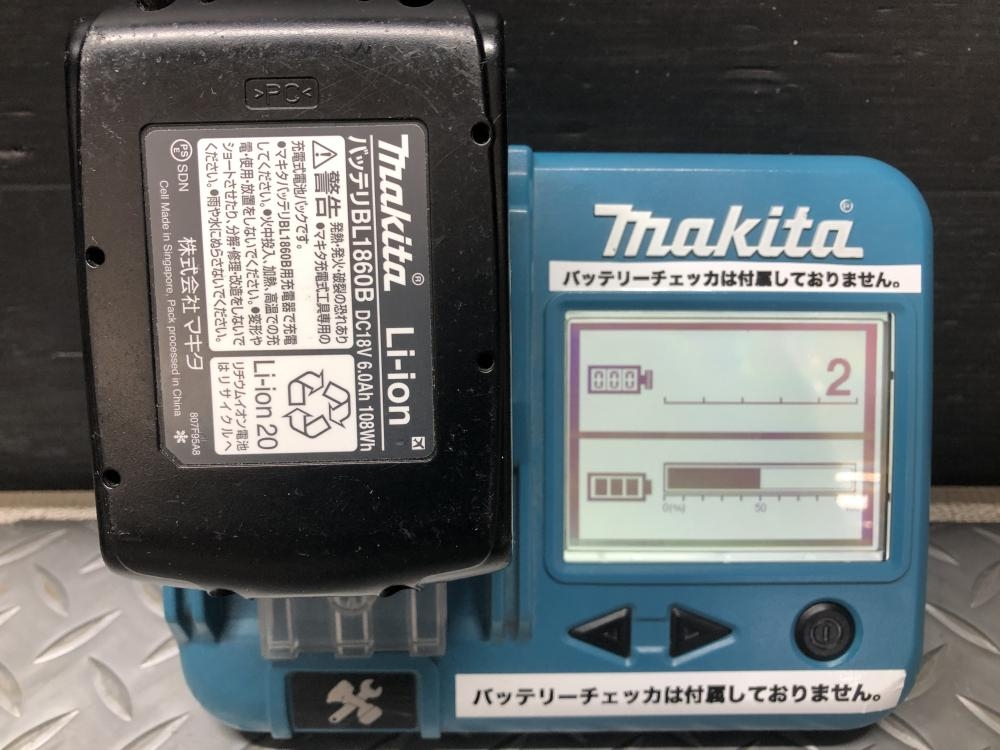 >PC<
makita® Li-ion
バッテリBL1860B DC18V 6.0Ah 108Wh
警告 発熱・発火・破裂の恐れあり
●マキタ充電式工具専用の
充電式電池パックです。
●マキタバッテリBL1860B用充電器で充電
してください。●火中投入、加熱、高温での充
電・使用・放置をしないでください。●変形や
ショートさせたり、分解・修理・改造をしないで
ください。●雨や水にぬらさないでください。
Li-ion 20
リチウムイオン電池
はリサイクルへ
PS
E
SDN
株式会社 マキタ
Cell Made in Singapore, Pack processed in China
807F95A8
makita®
バッテリーチェッカは付属しておりません。
000
2
0(%)
50
バッテリーチェッカは付属しておりません。